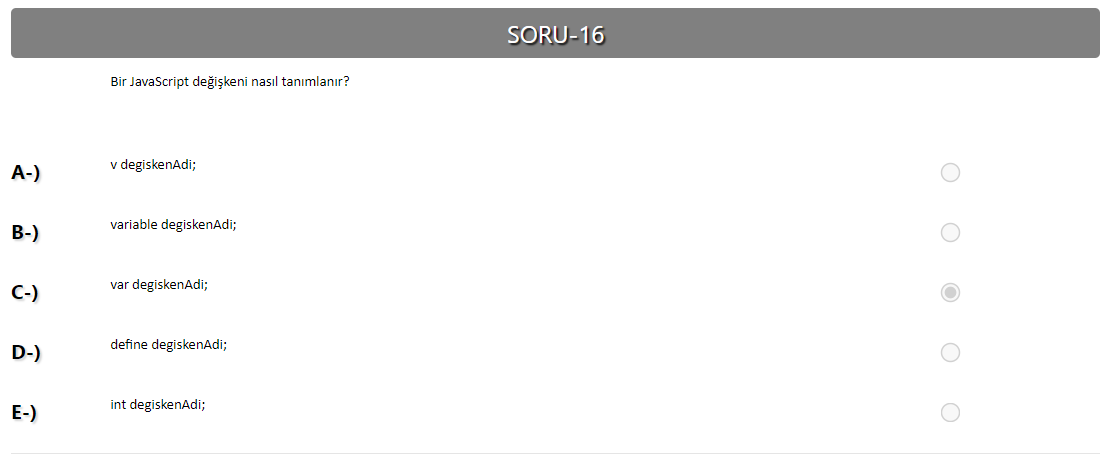 SORU-16
Bir JavaScript değişkeni nasıl tanımlanır?
A-) v degiskenAdi;
B-) variable degiskenAdi;
C-) var degiskenAdi;
D-) define degiskenAdi;
E-) int degiskenAdi;